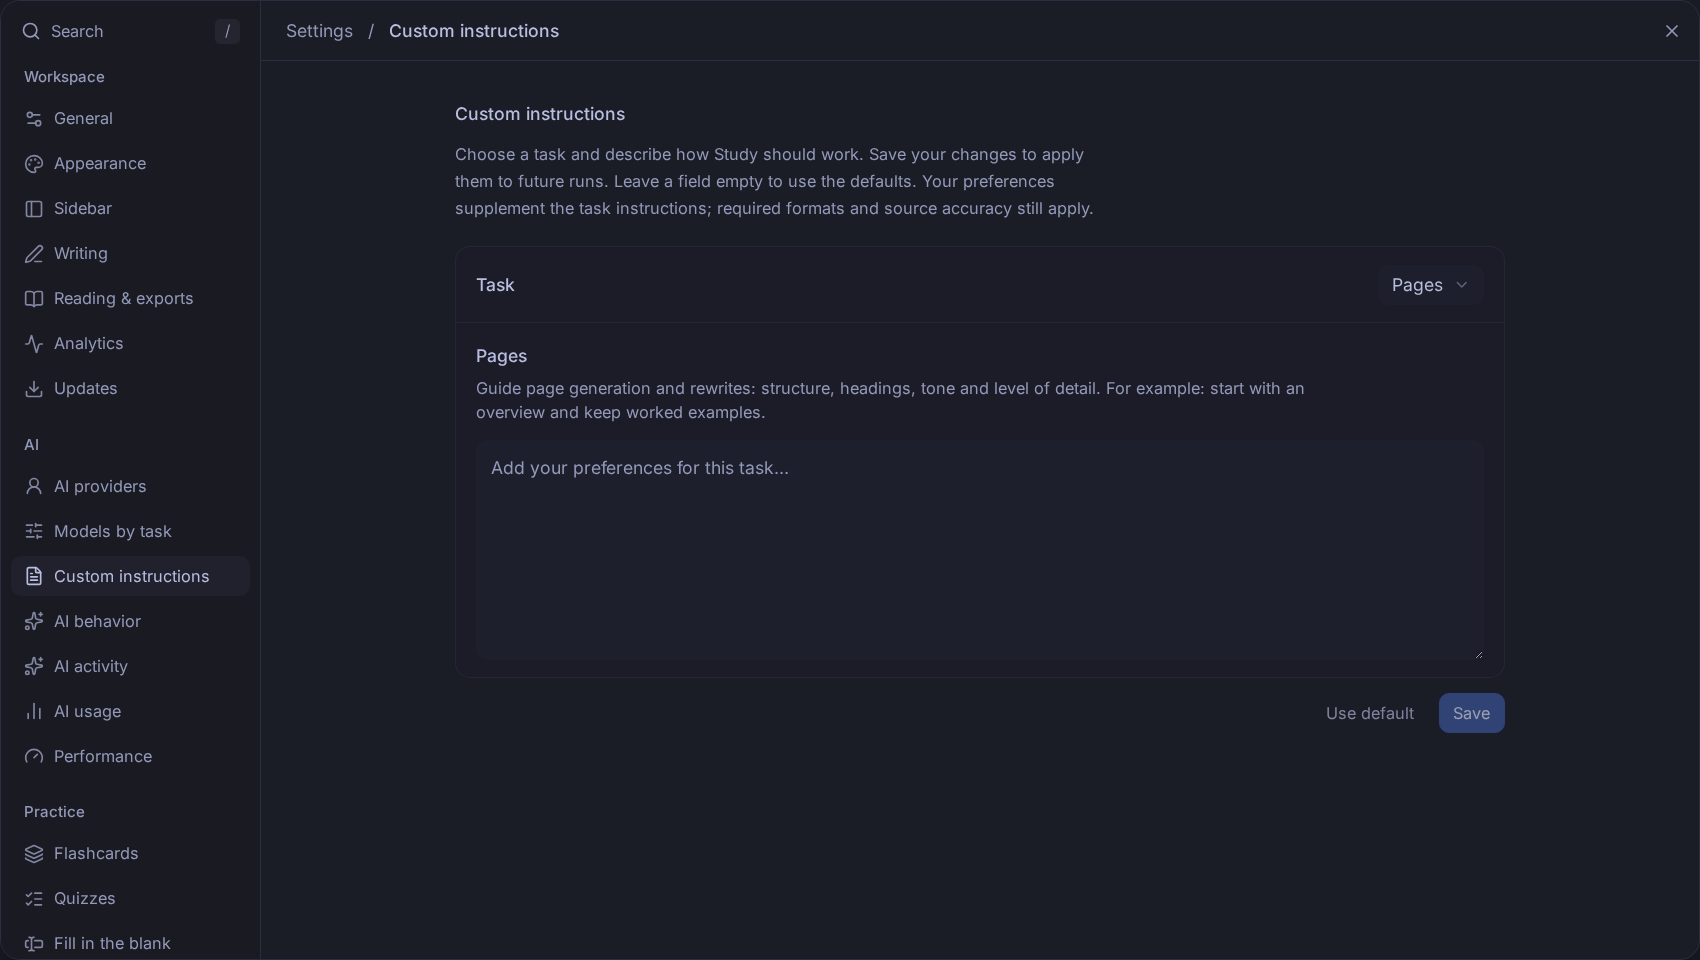 Search
/
Workspace
General
Appearance
Sidebar
Writing
Reading & exports
Analytics
Updates
AI
AI providers
Models by task
Custom instructions
AI behavior
AI activity
AI usage
Performance
Practice
Flashcards
Quizzes
Fill in the blank
Settings / Custom instructions
Custom instructions
Choose a task and describe how Study should work. Save your changes to apply
them to future runs. Leave a field empty to use the defaults. Your preferences
supplement the task instructions; required formats and source accuracy still apply.
Task
Pages
Pages
Guide page generation and rewrites: structure, headings, tone and level of detail. For example: start with an
overview and keep worked examples.
Add your preferences for this task...
Use default
Save